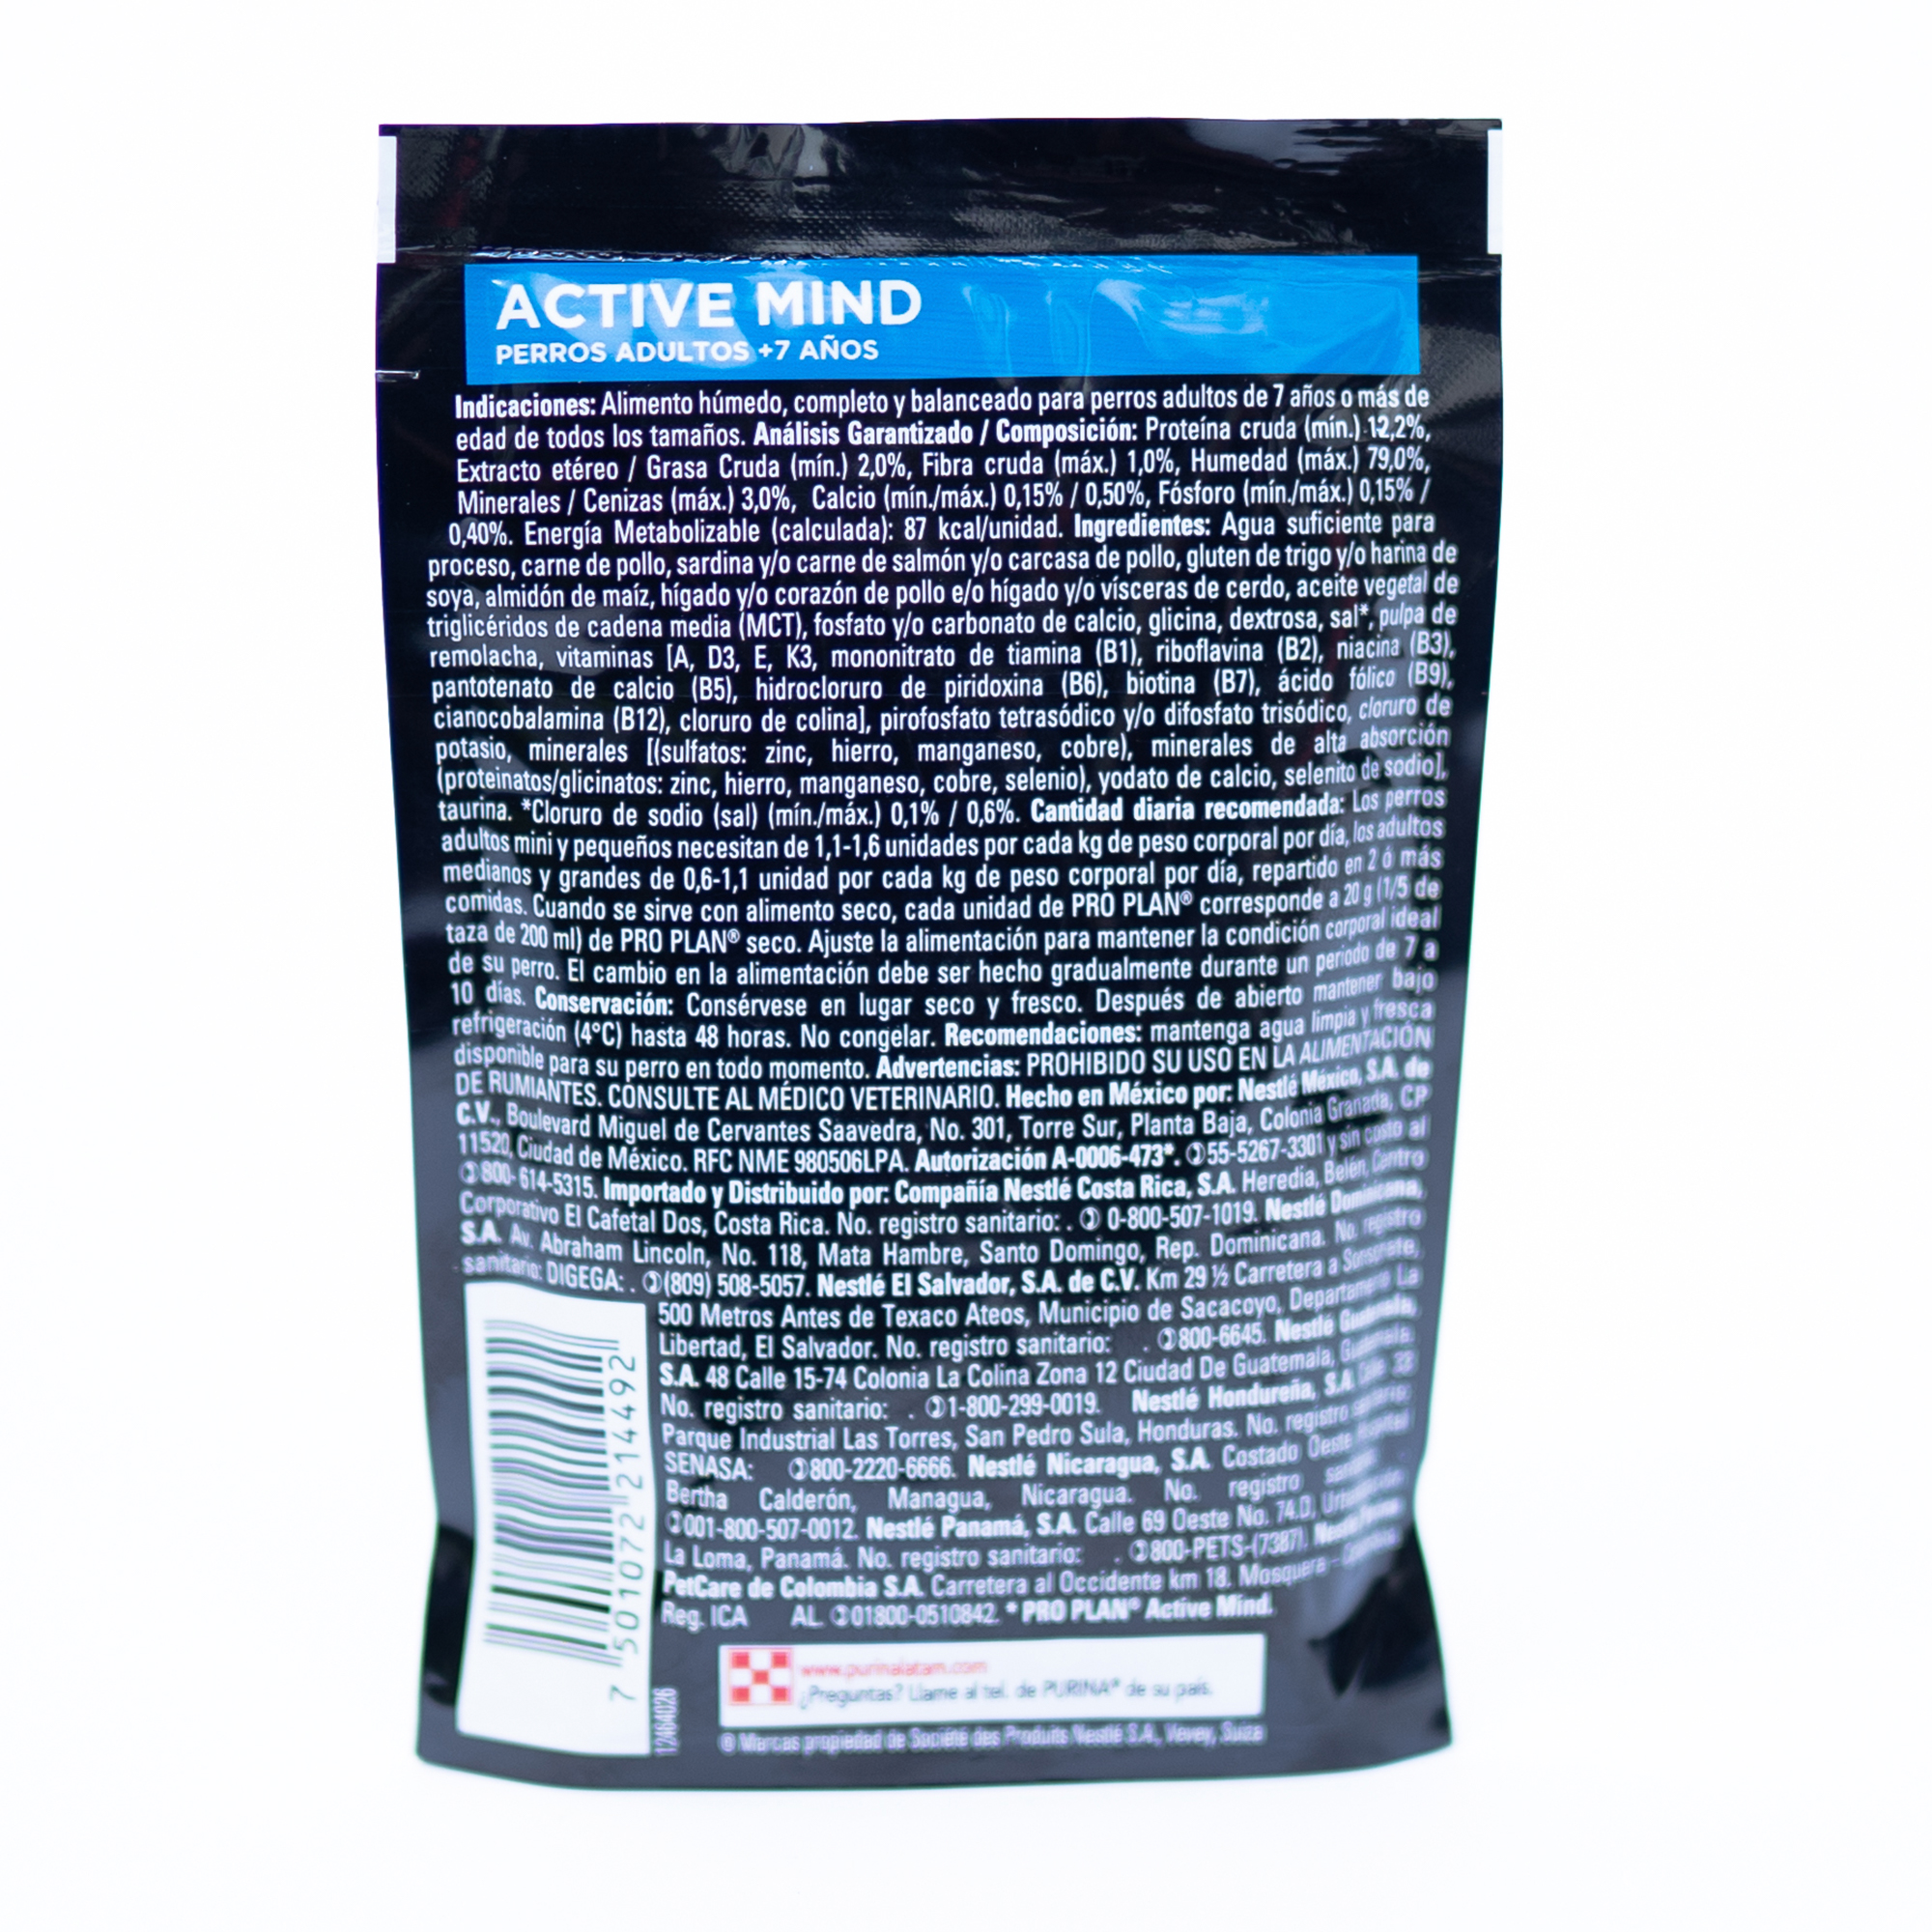 ACTIVE MIND
PERROS ADULTOS +7 AÑOS
Indicaciones: Alimento húmedo, completo y balanceado para perros adultos de 7 años o más de
edad de todos los tamaños. Análisis Garantizado / Composición: Proteína cruda (mín.) 12,2%,
Extracto etéreo / Grasa Cruda (mín.) 2,0%, Fibra cruda (máx.) 1,0%, Humedad (máx.) 79,0%,
Minerales / Cenizas (máx.) 3,0%, Calcio (mín./máx.) 0,15% / 0,50%, Fósforo (mín./máx.) 0,15% /
0,40%. Energía Metabolizable (calculada): 87 kcal/unidad. Ingredientes: Agua suficiente para
proceso, carne de pollo, sardina y/o carne de salmón y/o carcasa de pollo, gluten de trigo y/o harina de
soya, almidón de maíz, hígado y/o corazón de pollo e/o hígado y/o vísceras de cerdo, aceite vegetal de
triglicéridos de cadena media (MCT), fosfato y/o carbonato de calcio, glicina, dextrosa, sal*, pulpa de
remolacha, vitaminas [A, D3, E, K3, mononitrato de tiamina (B1), riboflavina (B2), niacina (B3),
pantotenato de calcio (B5), hidrocloruro de piridoxina (B6), biotina (B7), ácido fólico (B9),
cianocobalamina (B12), cloruro de colina], pirofosfato tetrasódico y/o difosfato trisódico, cloruro de
potasio, minerales [(sulfatos: zinc, hierro, manganeso, cobre), minerales de alta absorción
(proteinatos/glicinatos: zinc, hierro, manganeso, cobre, selenio), yodato de calcio, selenito de sodio],
taurina. *Cloruro de sodio (sal) (mín./máx.) 0,1% / 0,6%. Cantidad diaria recomendada: Los perros
adultos mini y pequeños necesitan de 1,1-1,6 unidades por cada kg de peso corporal por día, los adultos
medianos y grandes de 0,6-1,1 unidad por cada kg de peso corporal por día, repartido en 2 ó más
comidas. Cuando se sirve con alimento seco, cada unidad de PRO PLAN® corresponde a 20 g (1/5 de
taza de 200 ml) de PRO PLAN® seco. Ajuste la alimentación para mantener la condición corporal ideal
de su perro. El cambio en la alimentación debe ser hecho gradualmente durante un periodo de 7 a
10 días. Conservación: Consérvese en lugar seco y fresco. Después de abierto mantener bajo
refrigeración (4°C) hasta 48 horas. No congelar. Recomendaciones: mantenga agua limpia y fresca
disponible para su perro en todo momento. Advertencias: PROHIBIDO SU USO EN LA ALIMENTACIÓN
DE RUMIANTES. CONSULTE AL MÉDICO VETERINARIO. Hecho en México por: Nestlé México, S.A. de
C.V., Boulevard Miguel de Cervantes Saavedra, No. 301, Torre Sur, Planta Baja, Colonia Granada, CP
11520, Ciudad de México. RFC NME 980506LPA. Autorización A-0006-473*. 55-5267-3301 y sin costo al
800-614-5315. Importado y Distribuido por: Compañía Nestlé Costa Rica, S.A. Heredia, Belén, Centro
Corporativo El Cafetal Dos, Costa Rica. No. registro sanitario: . 0-800-507-1019. Nestlé Dominicana,
S.A. Av. Abraham Lincoln, No. 118, Mata Hambre, Santo Domingo, Rep. Dominicana. No. registro
sanitario: DIGEGA: . (809) 508-5057. Nestlé El Salvador, S.A. de C.V. Km 29 ½ Carretera a Sonsonate,
500 Metros Antes de Texaco Ateos, Municipio de Sacacoyo, Departamento La
Libertad, El Salvador. No. registro sanitario: . 800-6645. Nestlé Guatemala,
S.A. 48 Calle 15-74 Colonia La Colina Zona 12 Ciudad De Guatemala, Guatemala.
No. registro sanitario: . 1-800-299-0019. Nestlé Hondureña, S.A.
Parque Industrial Las Torres, San Pedro Sula, Honduras. No. registro
SENASA: 800-2220-6666. Nestlé Nicaragua, S.A. Costado Oeste Hospital
Bertha Calderón, Managua, Nicaragua. No. registro
001-800-507-0012. Nestlé Panamá, S.A. Calle 69 Oeste No. 74.D,
La Loma, Panamá. No. registro sanitario: . 800-PETS-(7387).
PetCare de Colombia S.A. Carretera al Occidente km 18, Mosquera -
Reg. ICA AL. 01800-0510842. * PRO PLAN® Active Mind.
7 501072 214492
12464026
www.purinalatam.com
¿Preguntas? Llame al tel. de PURINA® de su país.
® Marcas propiedad de Société des Produits Nestlé S.A., Vevey, Suiza